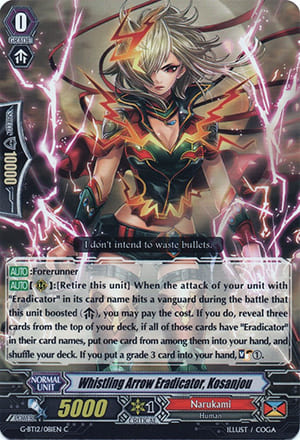 0
GRADE
SHIELD
10000
I don't intend to waste bullets.
AUTO :Forerunner
AUTO [ ]:[Retire this unit] When the attack of your unit with
"Eradicator" in its card name hits a vanguard during the battle that
this unit boosted ( ), you may pay the cost. If you do, reveal three
cards from the top of your deck, if all of those cards have "Eradicator"
in their card names, put one card from among them into your hand, and
shuffle your deck. If you put a grade 3 card into your hand, V ①.
NORMAL
UNIT
Whistling Arrow Eradicator, Kosanjou
POWER
5000
1
CRITICAL
Narukami
Human
G-BT12/081EN C
ILLUST / COGA